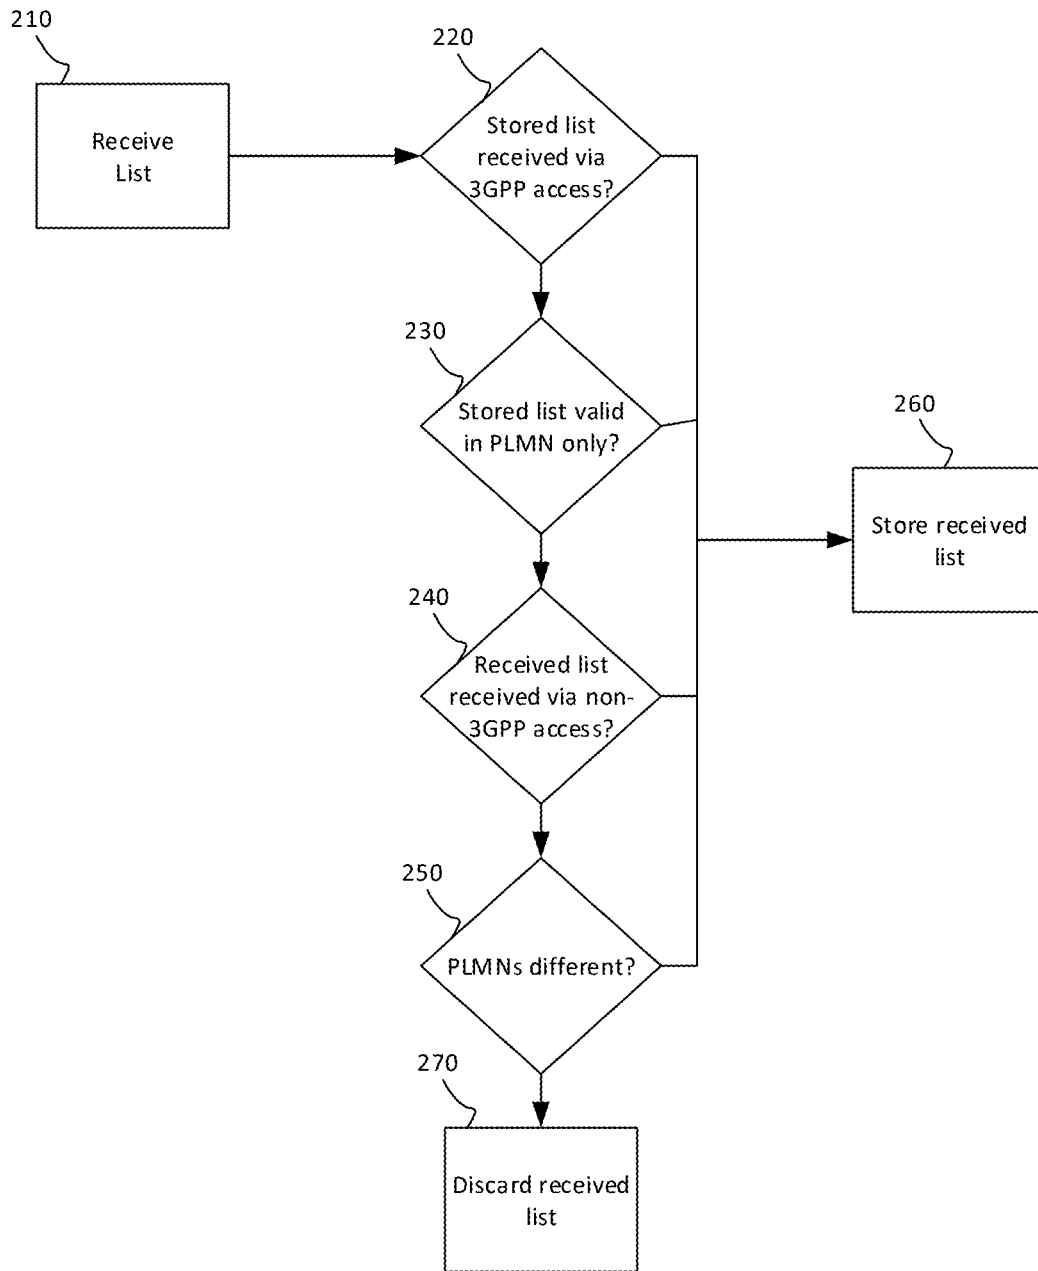 210
Receive
List
220
Stored list
received via
3GPP access?
230
Stored list valid
in PLMN only?
240
Received list
received via non-
3GPP access?
250
PLMNs different?
260
Store received
list
270
Discard received
list